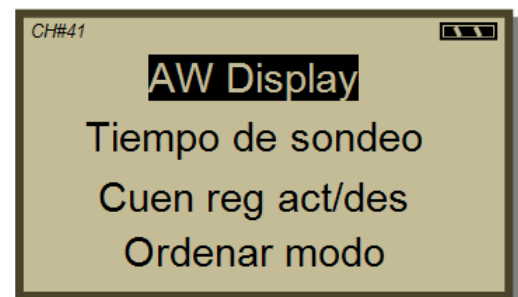 CH#41
AW Display
Tiempo de sondeo
Cuen reg act/des
Ordenar modo